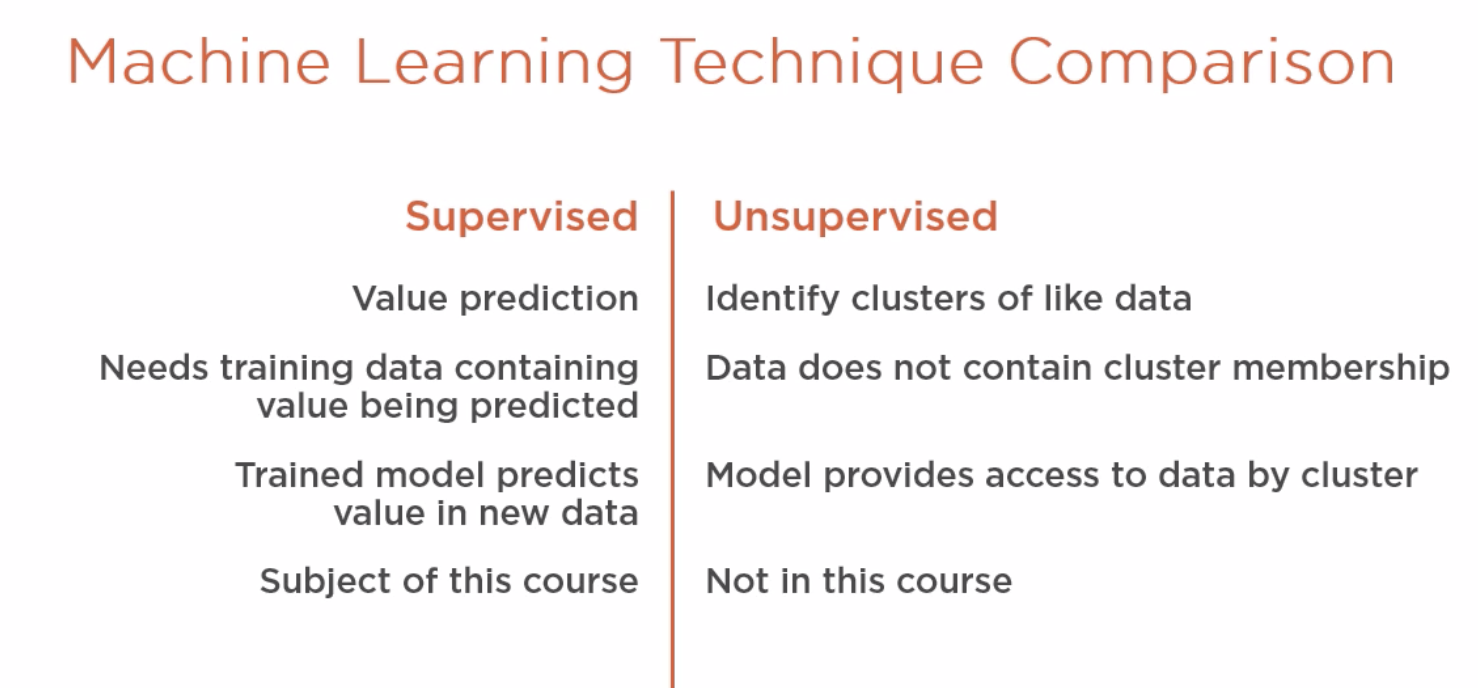 Machine Learning Technique Comparison
Supervised
Value prediction
Needs training data containing
value being predicted
Trained model predicts
value in new data
Subject of this course
Unsupervised
Identify clusters of like data
Data does not contain cluster membership
Model provides access to data by cluster
Not in this course